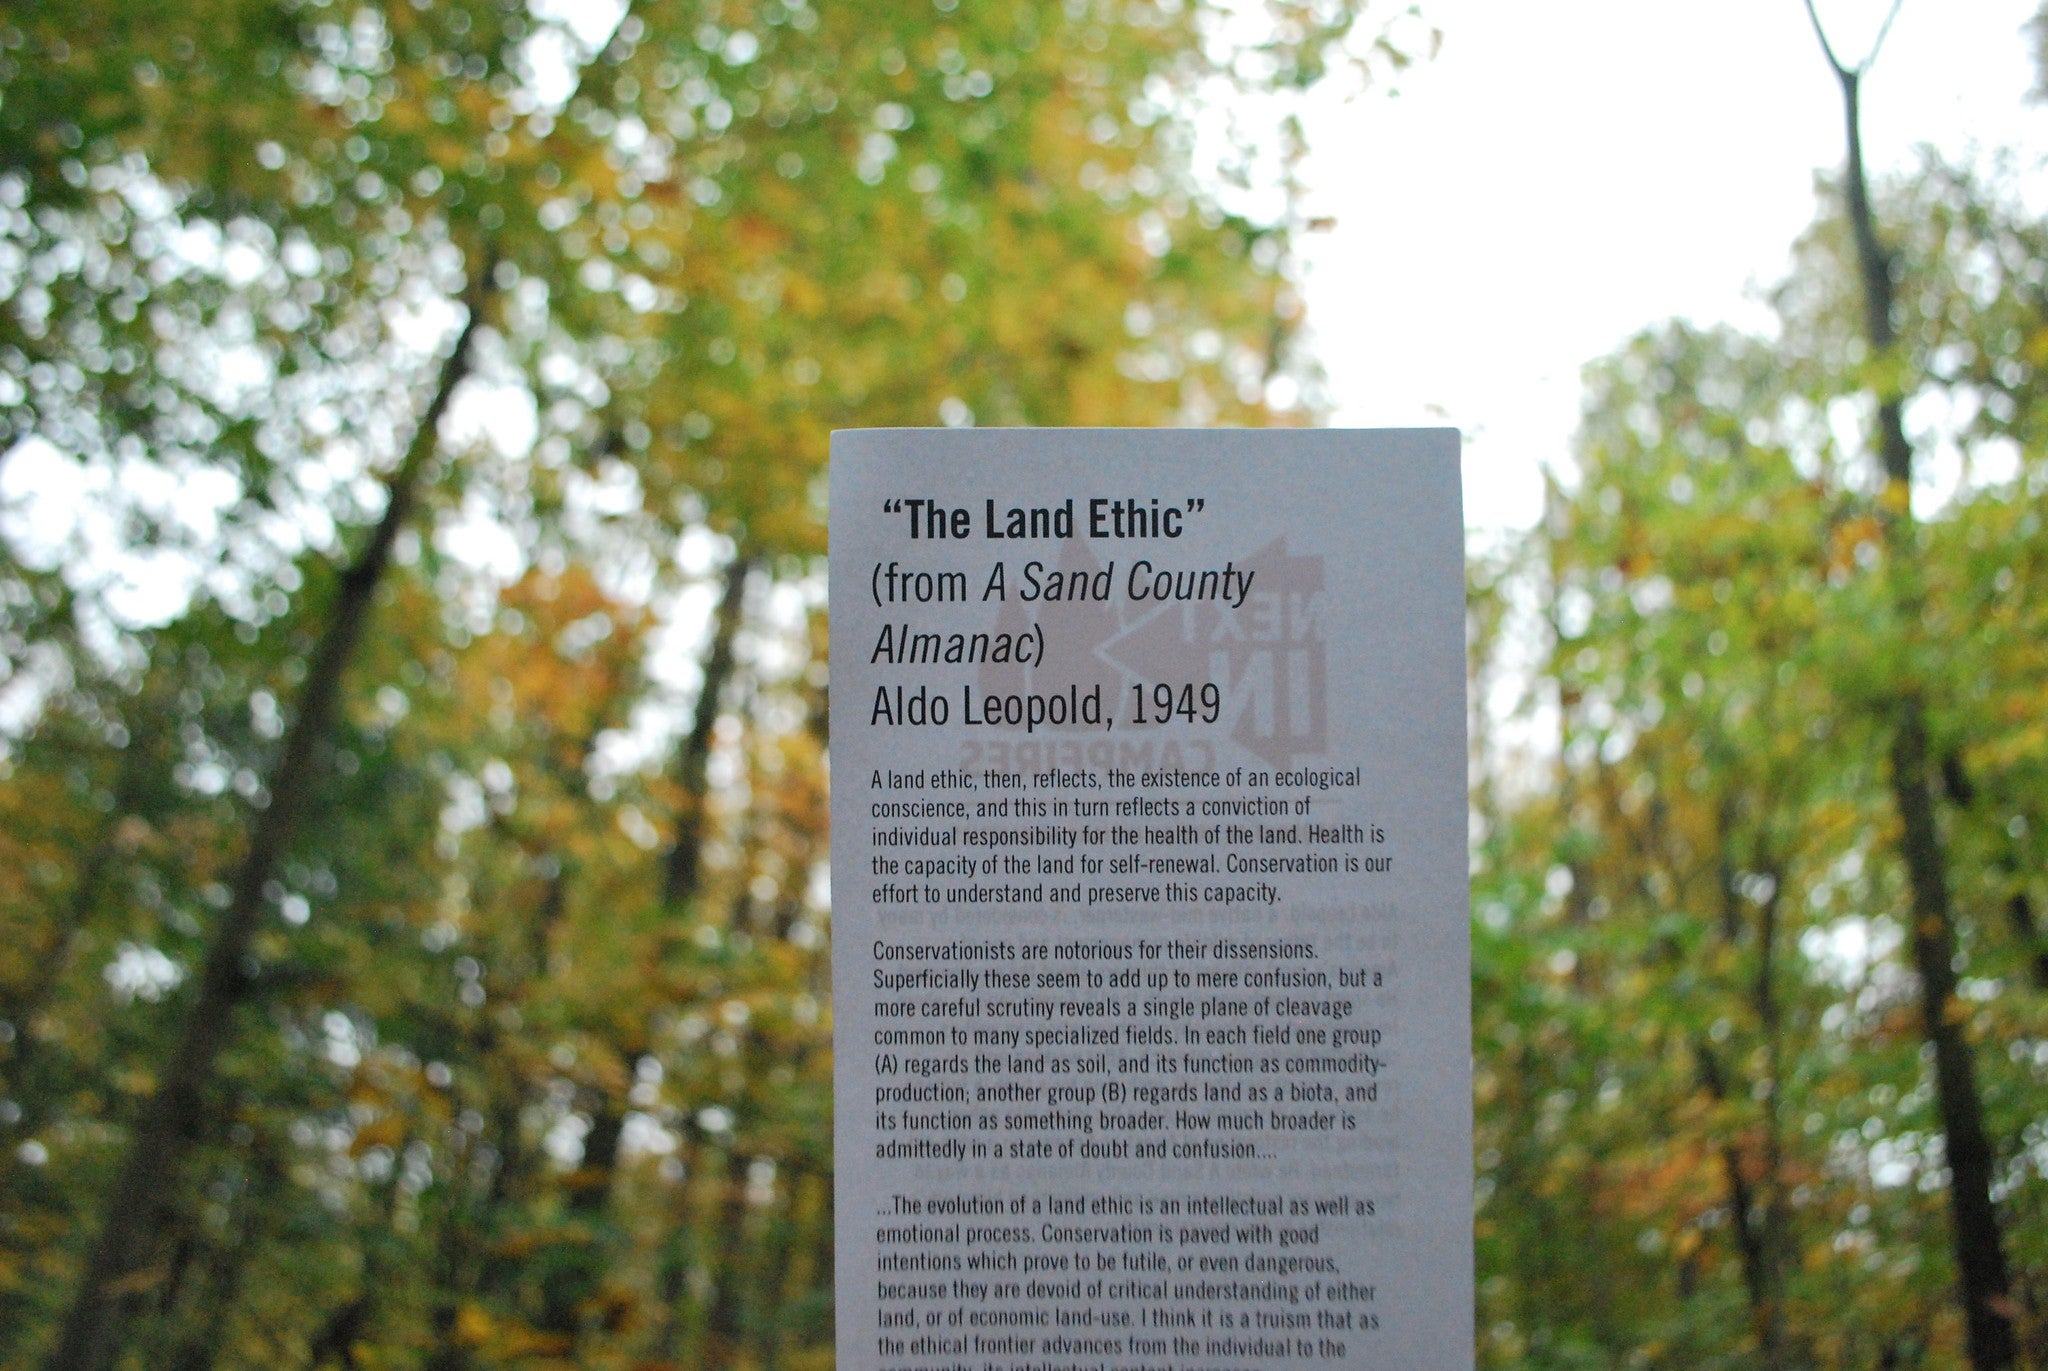 “The Land Ethic”
(from A Sand County
Almanac)
Aldo Leopold, 1949
A land ethic, then, reflects, the existence of an ecological
conscience, and this in turn reflects a conviction of
individual responsibility for the health of the land. Health is
the capacity of the land for self-renewal. Conservation is our
effort to understand and preserve this capacity.
Conservationists are notorious for their dissensions.
Superficially these seem to add up to mere confusion, but a
more careful scrutiny reveals a single plane of cleavage
common to many specialized fields. In each field one group
(A) regards the land as soil, and its function as commodity-
production; another group (B) regards land as a biota, and
its function as something broader. How much broader is
admittedly in a state of doubt and confusion....
...The evolution of a land ethic is an intellectual as well as
emotional process. Conservation is paved with good
intentions which prove to be futile, or even dangerous,
because they are devoid of critical understanding of either
land, or of economic land-use. I think it is a truism that as
the ethical frontier advances from the individual to the
NEXT
IN
CAMPFIRES